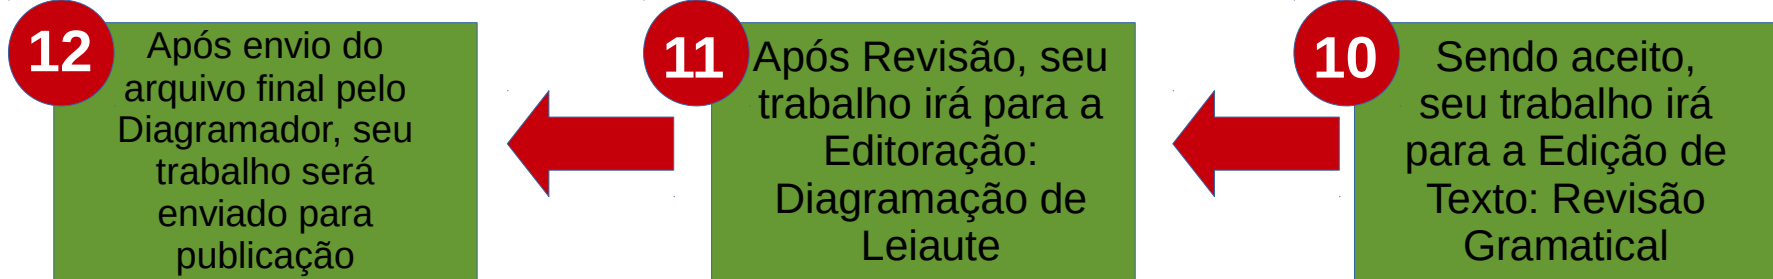 12
Após envio do
arquivo final pelo
Diagramador, seu
trabalho será
enviado para
publicação
11
Após Revisão, seu
trabalho irá para a
Editoração:
Diagramação de
Leiaute
10
Sendo aceito,
seu trabalho irá
para a Edição de
Texto: Revisão
Gramatical